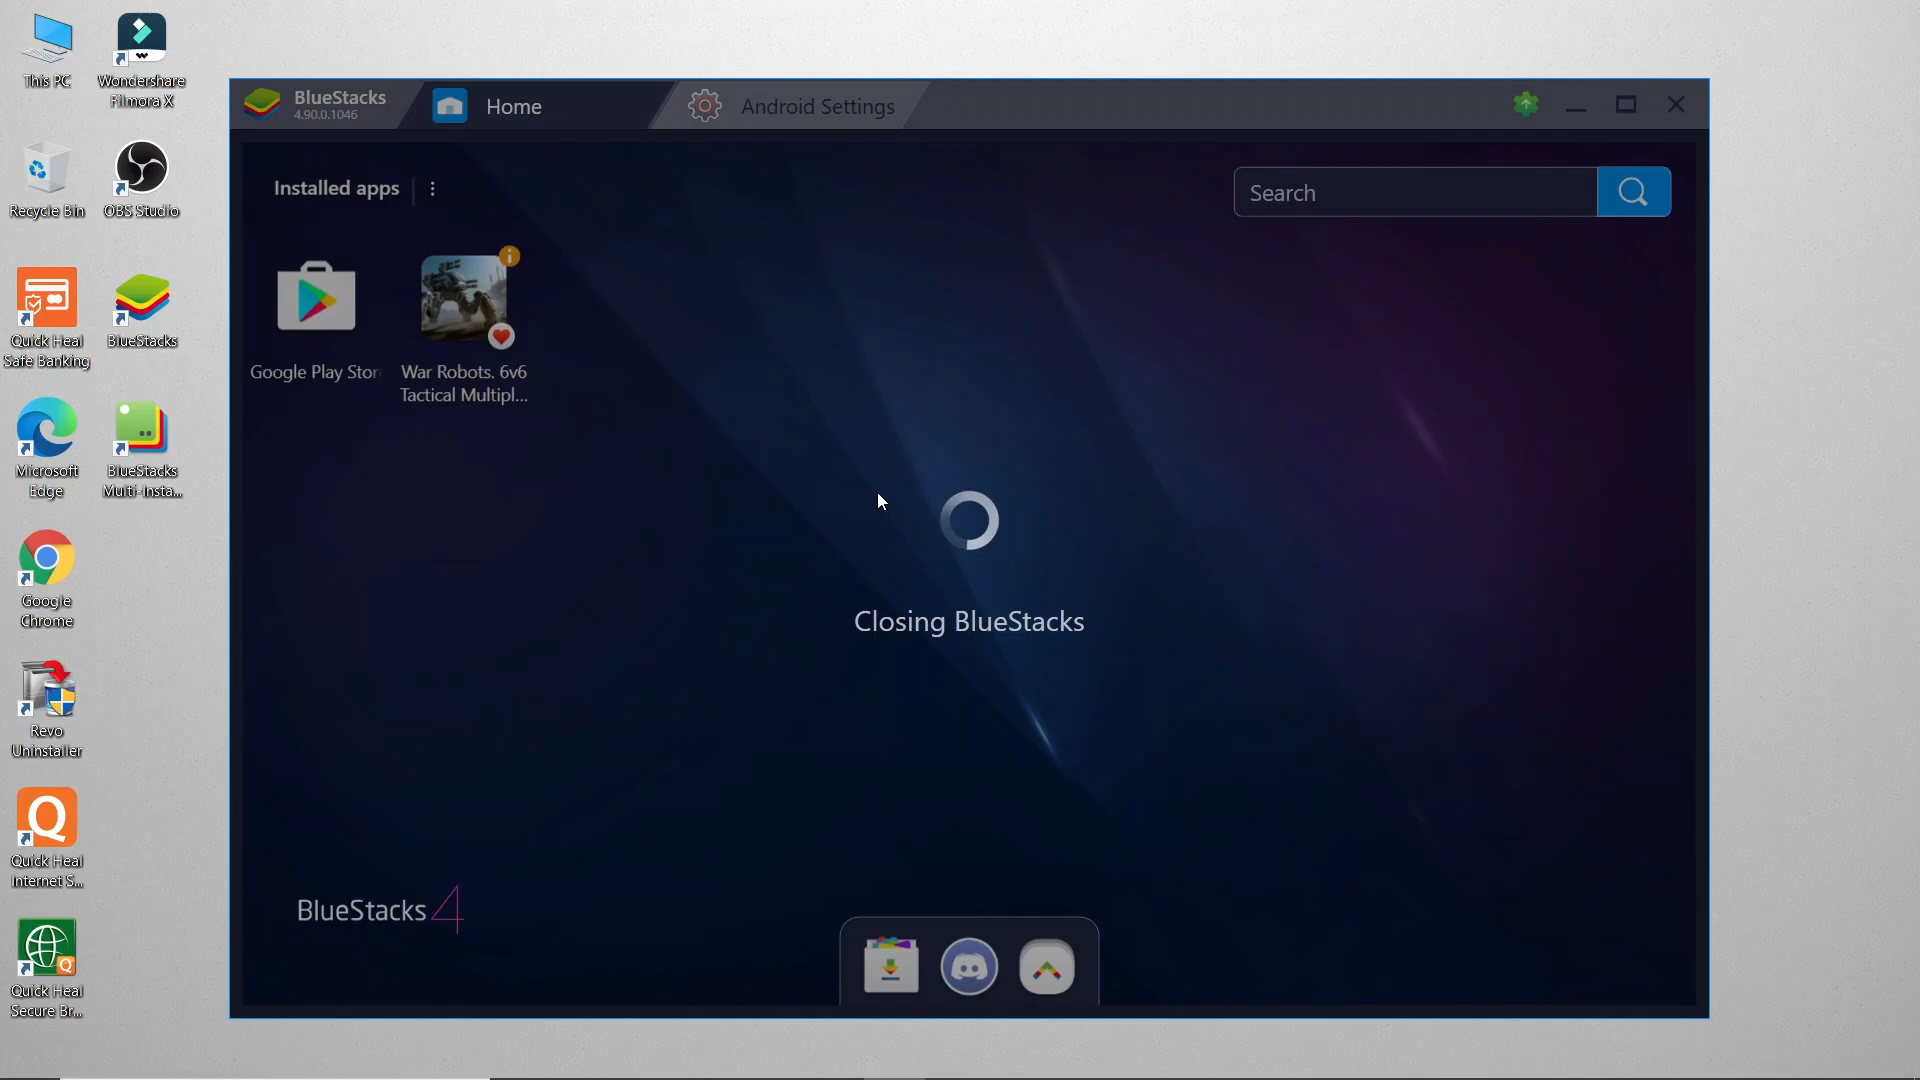 This PC
Wondershare
Filmora X
Recycle Bin
OBS Studio
Quick Heal
Safe Banking
BlueStacks
Microsoft
Edge
BlueStacks
Multi-Insta...
Google
Chrome
Revo
Uninstaller
Quick Heal
Internet S...
Quick Heal
Secure Br...
BlueStacks
4.90.0.1046
Home
Android Settings
Installed apps
Search
Google Play Stor
War Robots. 6v6
Tactical Multipl...
Closing BlueStacks
BlueStacks 4